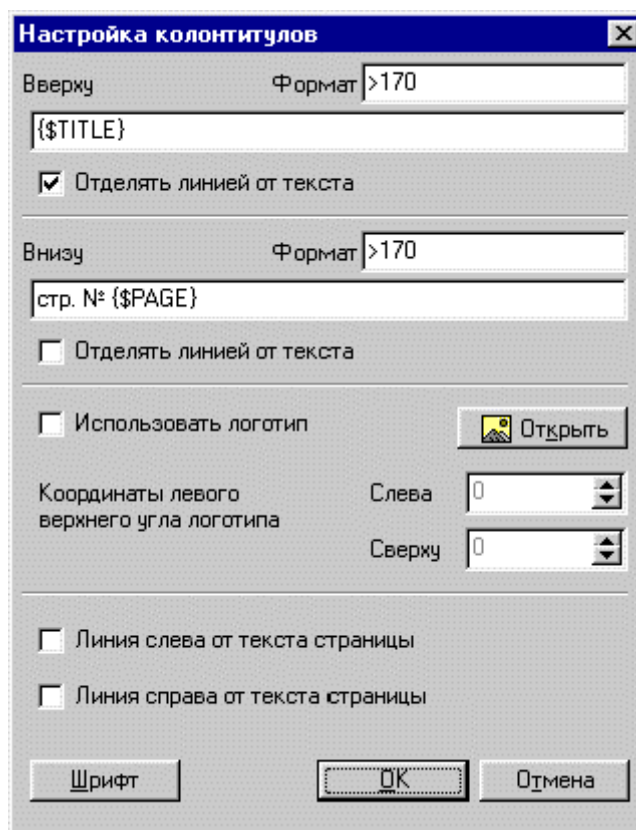 Настройка колонтитулов
Вверху Формат >170
{$TITLE}
Отделять линией от текста
Внизу Формат >170
стр. № {$PAGE}
Отделять линией от текста
Использовать логотип Открыть
Координаты левого Слева 0
верхнего угла логотипа
Сверху 0
Линия слева от текста страницы
Линия справа от текста страницы
Шрифт OK Отмена